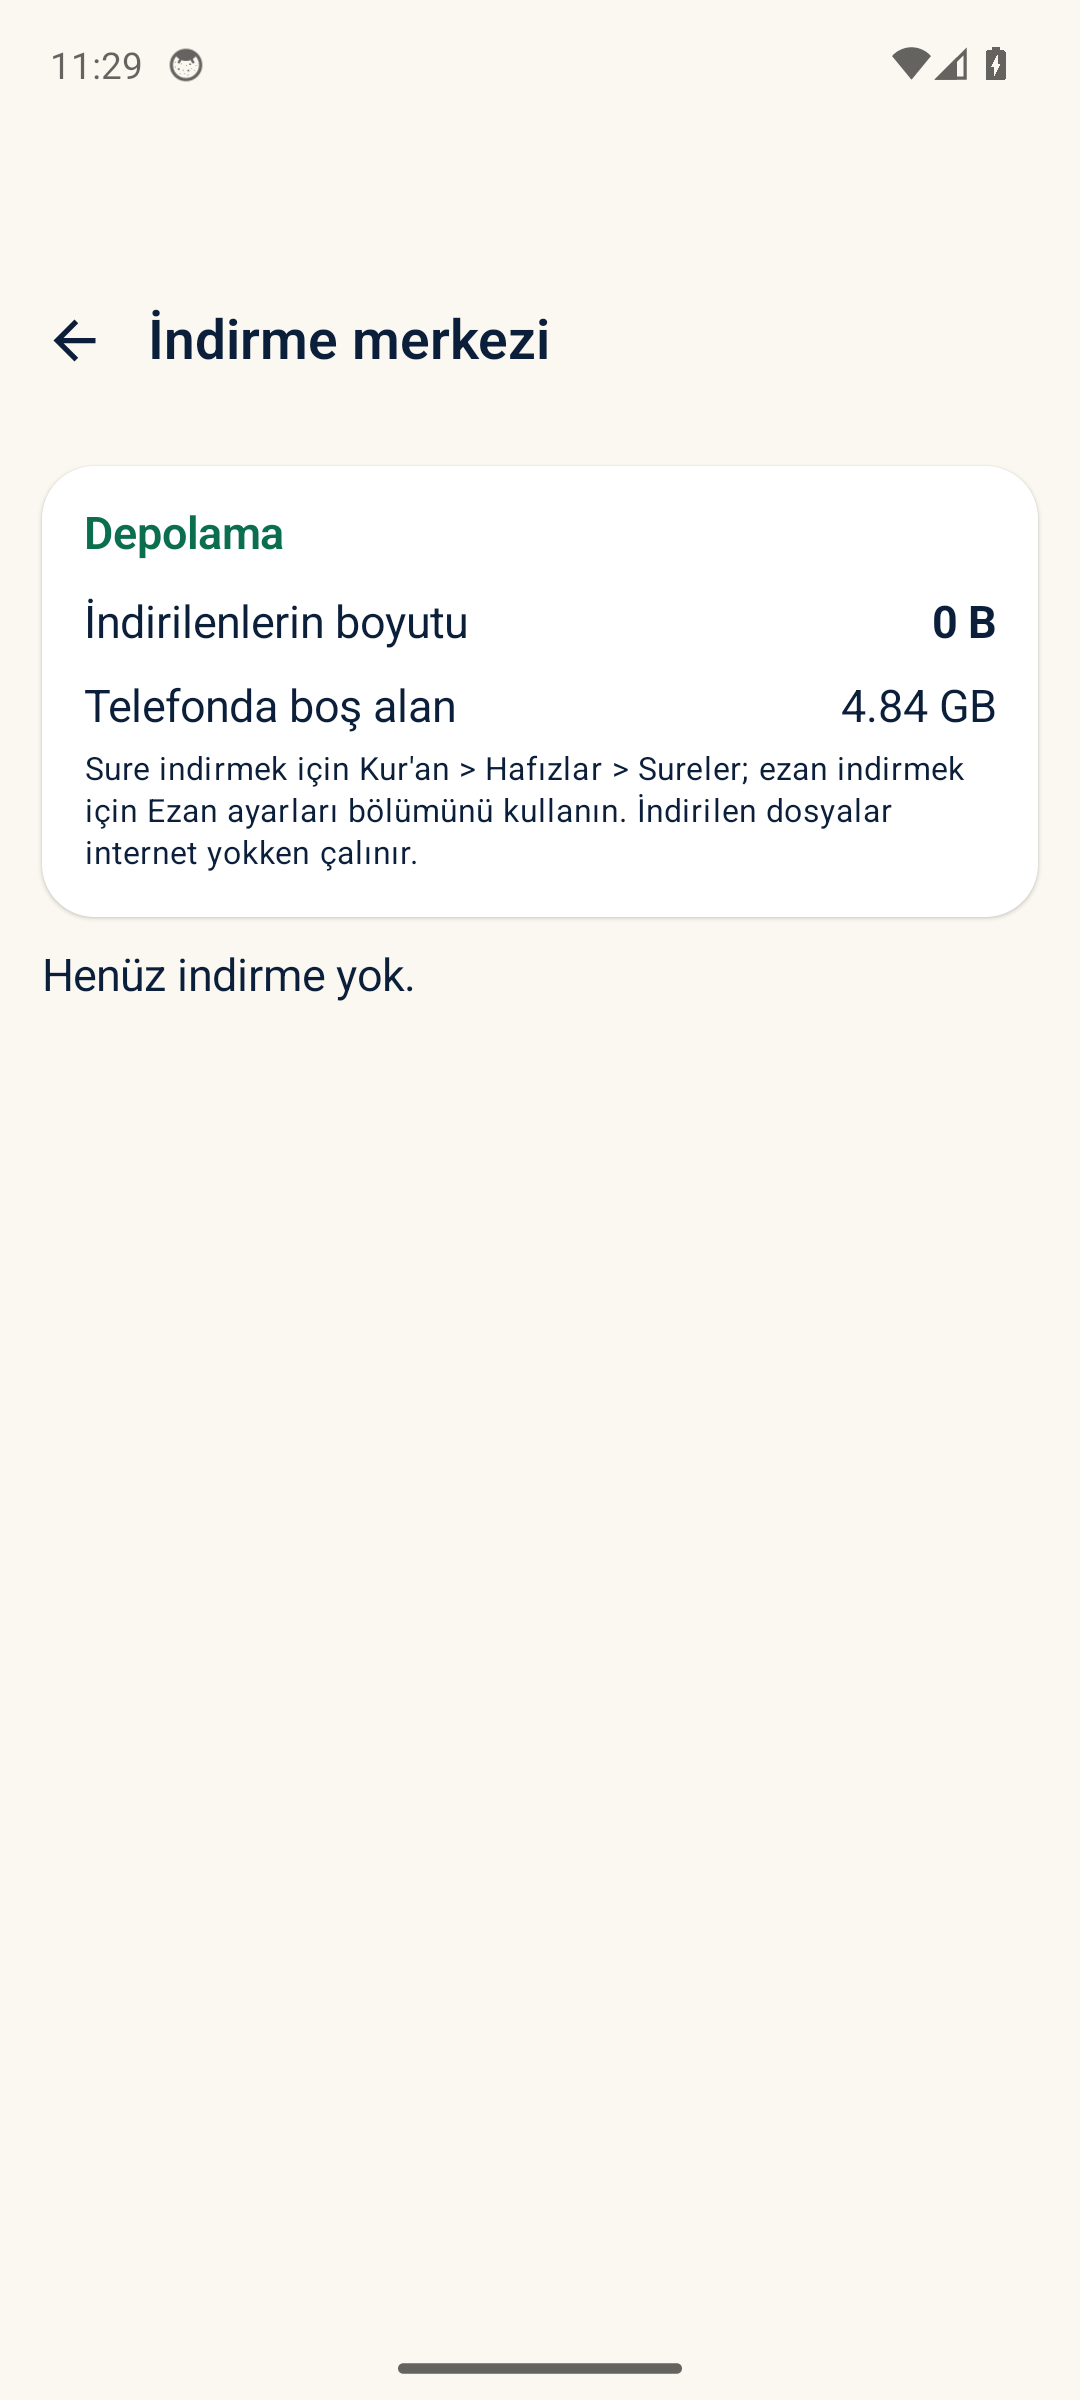 11:29
İndirme merkezi
Depolama
İndirilenlerin boyutu 0 B
Telefonda boş alan 4.84 GB
Sure indirmek için Kur'an > Hafızlar > Sureler; ezan indirmek
için Ezan ayarları bölümünü kullanın. İndirilen dosyalar
internet yokken çalınır.
Henüz indirme yok.